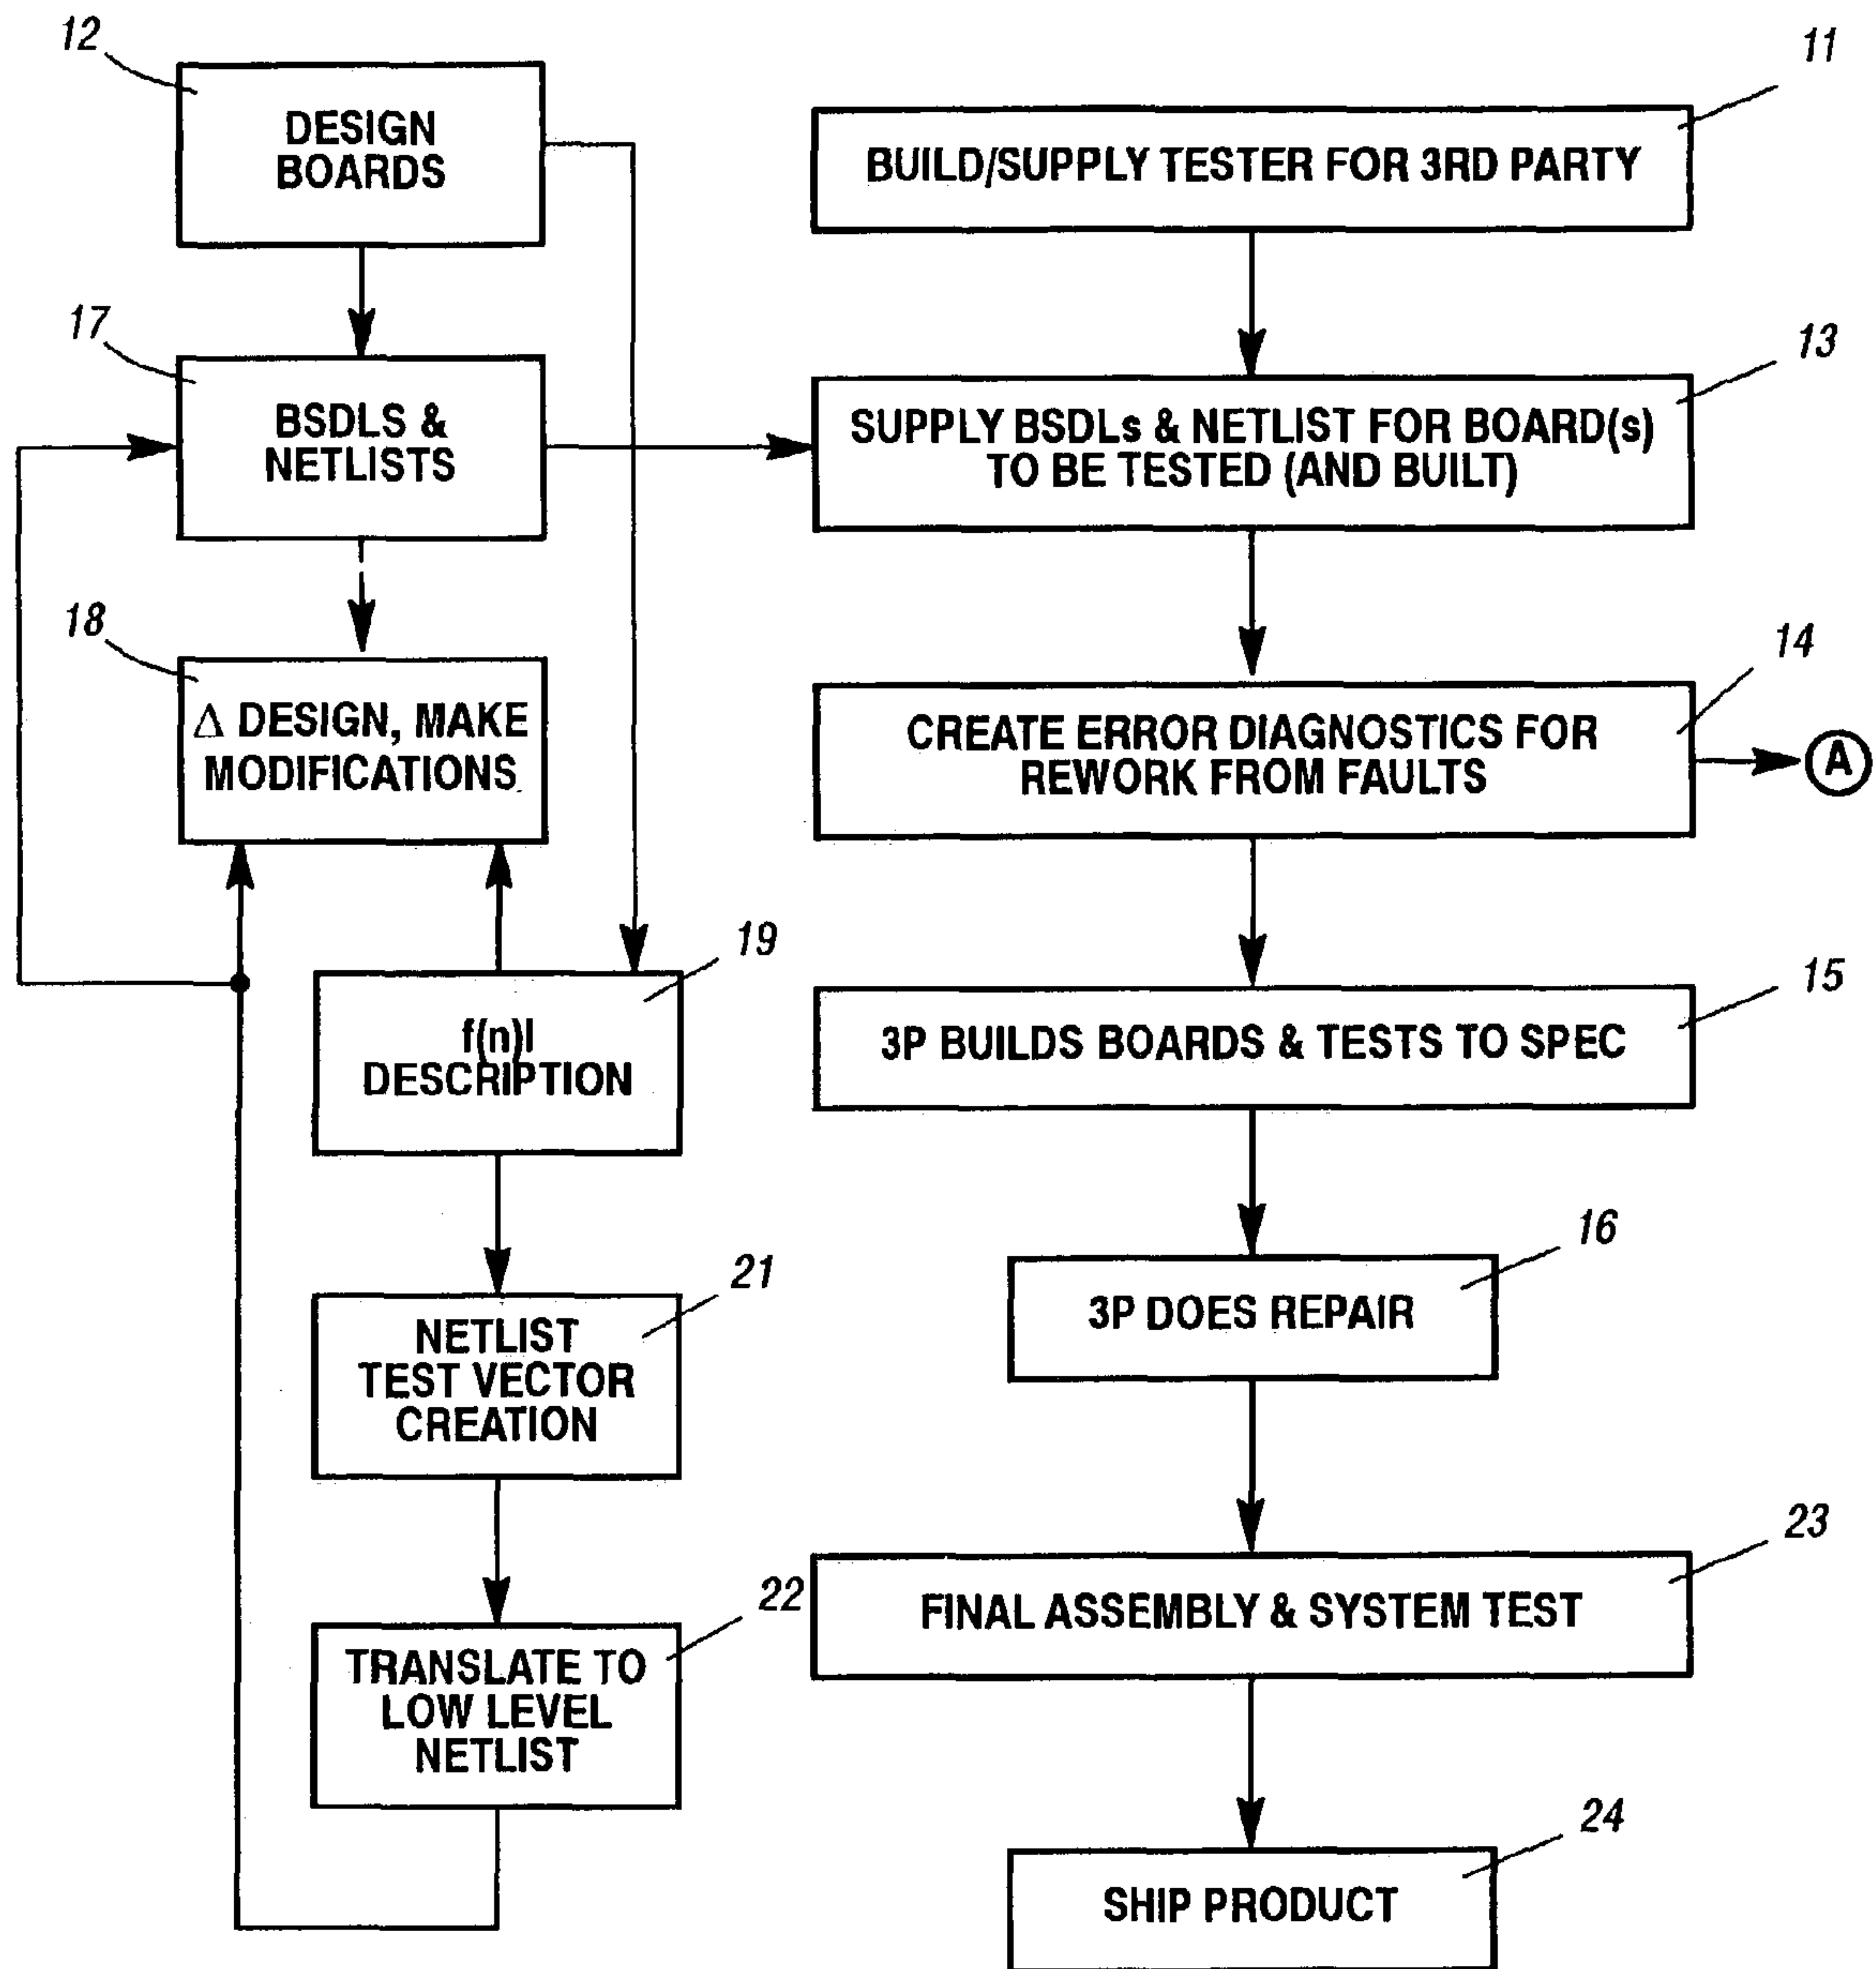 12
DESIGN
BOARDS
11
BUILD/SUPPLY TESTER FOR 3RD PARTY
17
BSDLS &
NETLISTS
13
SUPPLY BSDLs & NETLIST FOR BOARD(s)
TO BE TESTED (AND BUILT)
18
Δ DESIGN, MAKE
MODIFICATIONS
14
CREATE ERROR DIAGNOSTICS FOR
REWORK FROM FAULTS
A
19
f(n)l
DESCRIPTION
15
3P BUILDS BOARDS & TESTS TO SPEC
16
3P DOES REPAIR
21
NETLIST
TEST VECTOR
CREATION
23
FINAL ASSEMBLY & SYSTEM TEST
22
TRANSLATE TO
LOW LEVEL
NETLIST
24
SHIP PRODUCT